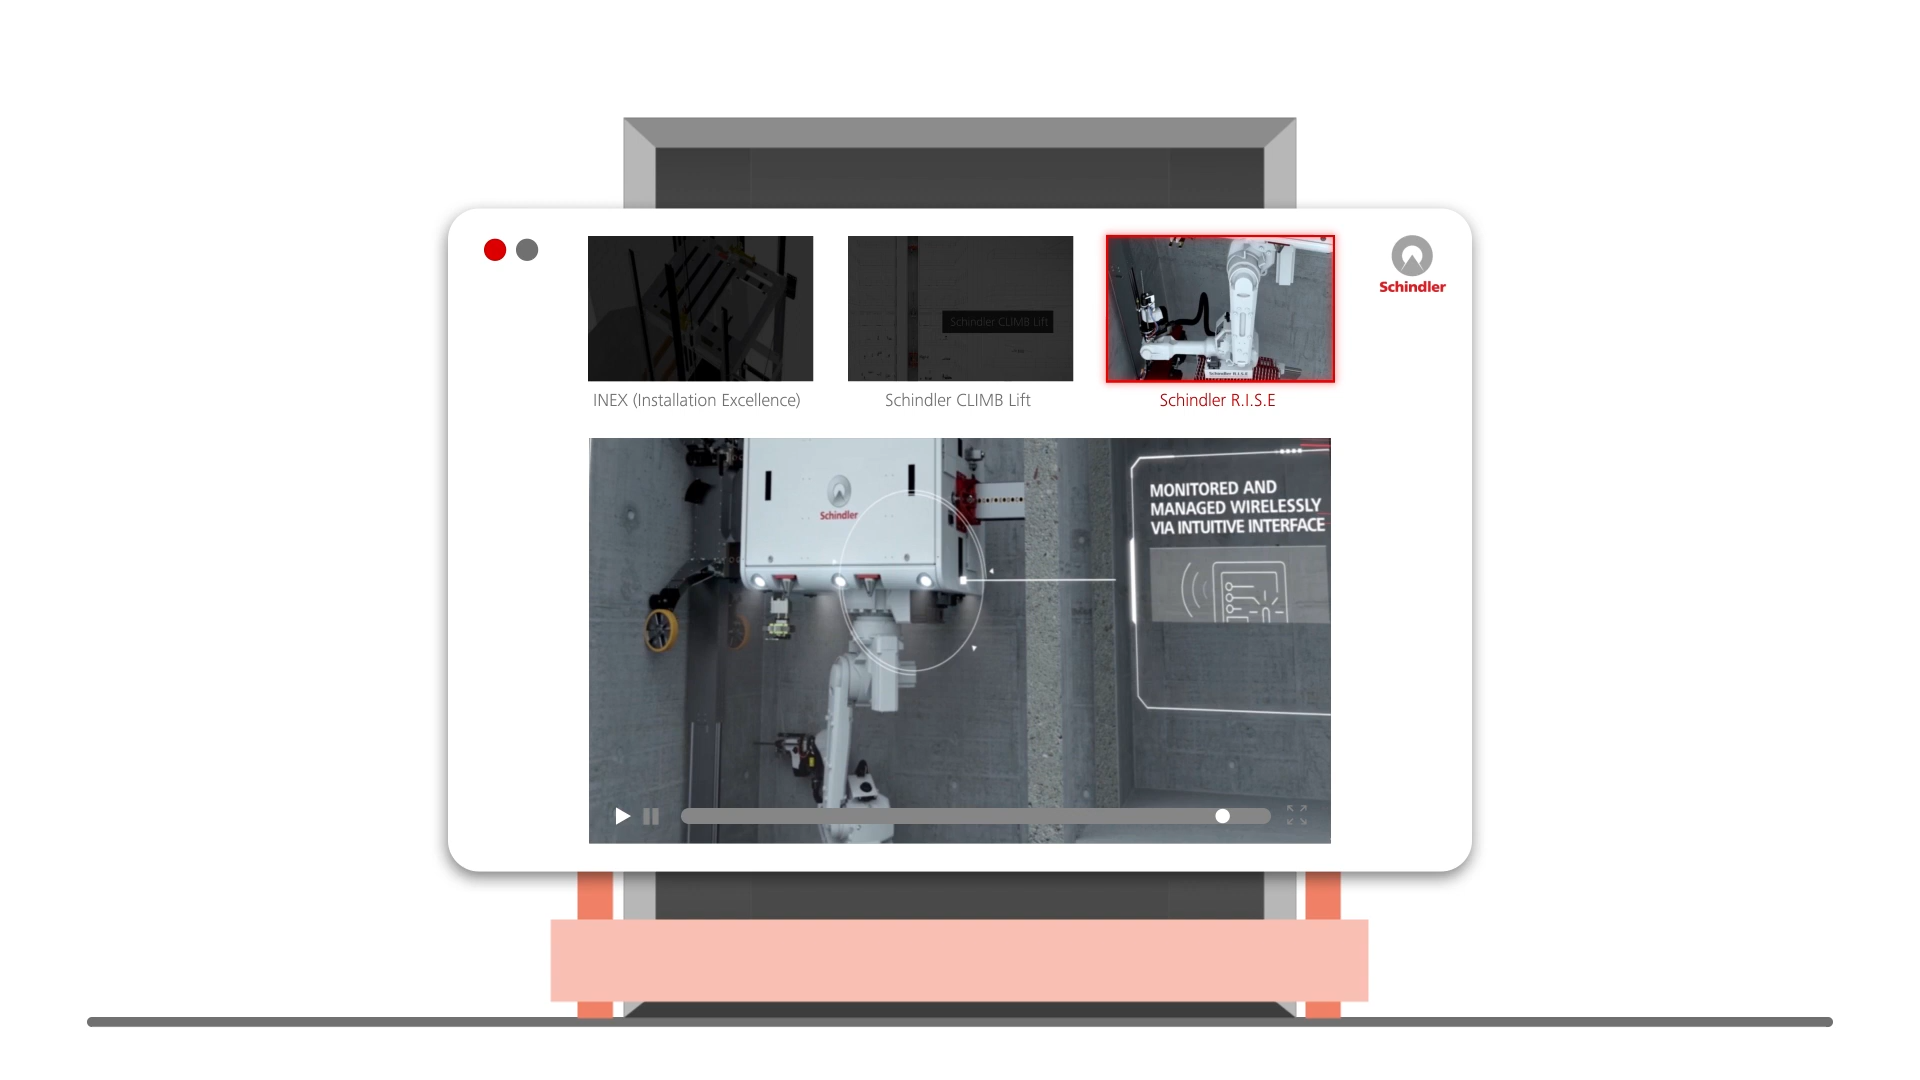 Schindler CLIMB Lift
Schindler R.I.S.E
Schindler
INEX (Installation Excellence)
Schindler CLIMB Lift
Schindler R.I.S.E
Schindler
MONITORED AND
MANAGED WIRELESSLY
VIA INTUITIVE INTERFACE